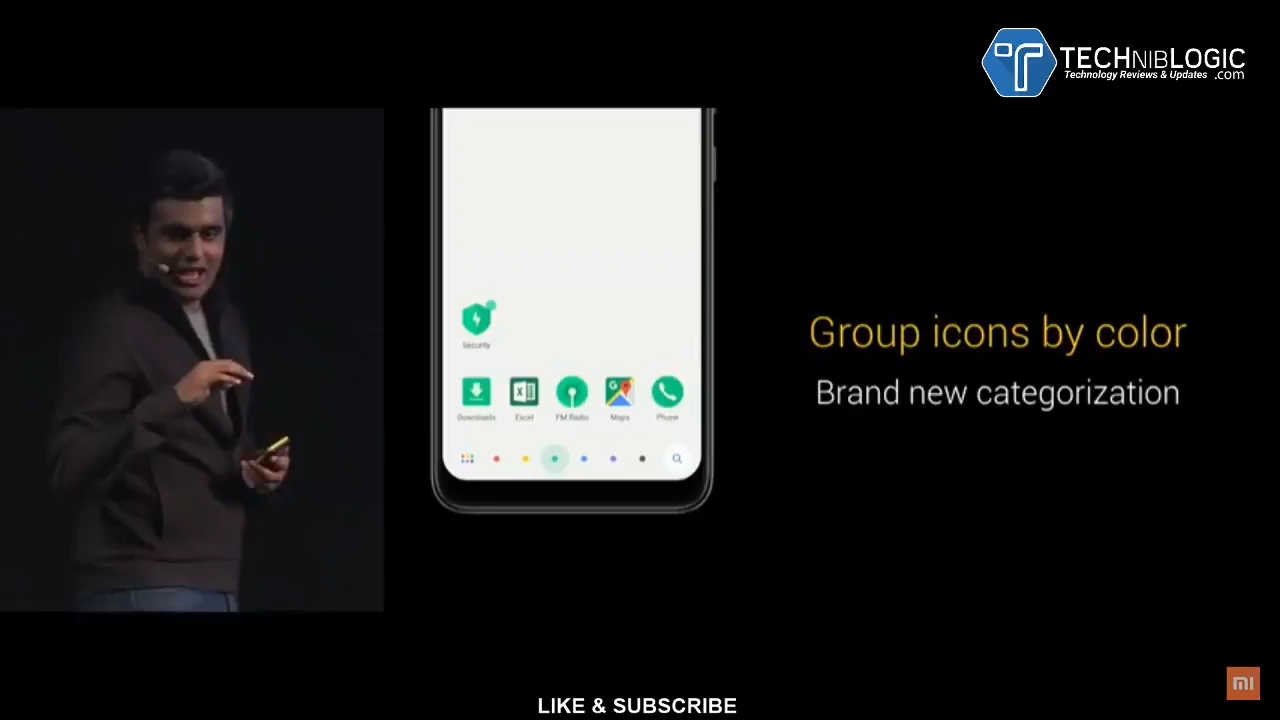 TECHNIBLOGIC
Technology Reviews & Updates .com
Security
Downloads Excel FM Radio Maps Phone
Group icons by color
Brand new categorization
mi
LIKE & SUBSCRIBE